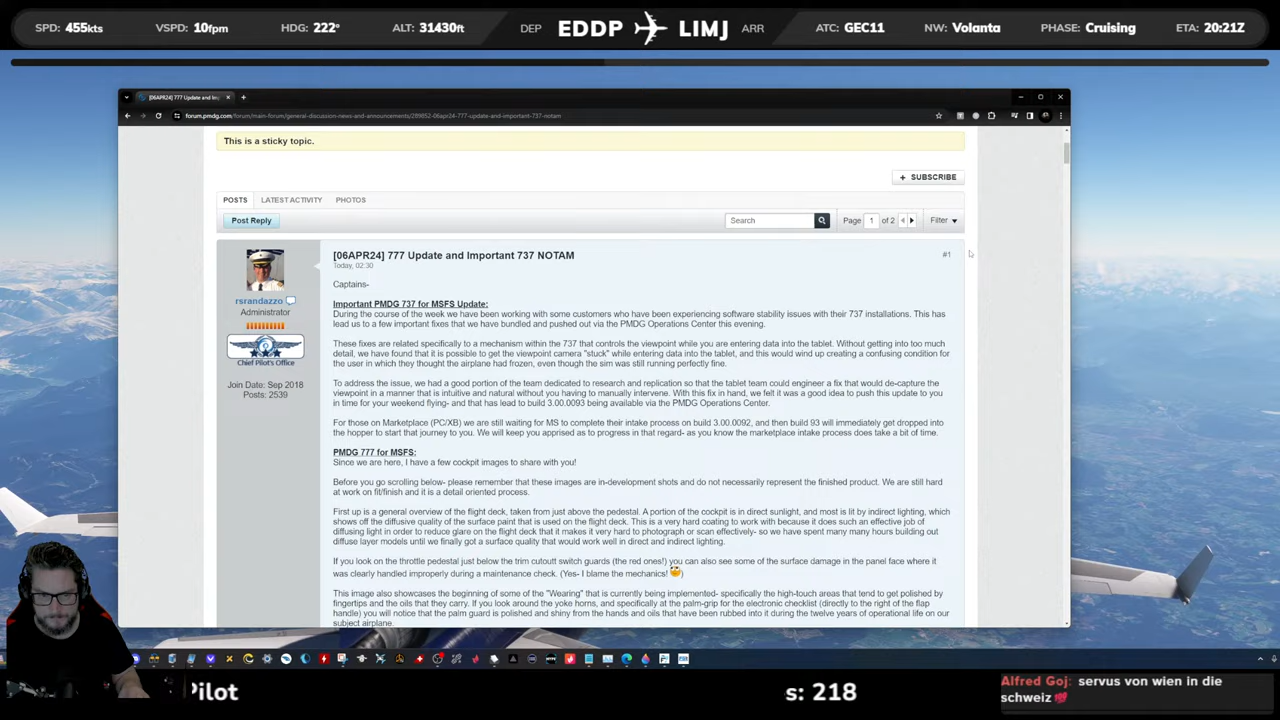 SPD: 455kts VSPD: 10fpm HDG: 222° ALT: 31430ft DEP EDDP LIMJ ARR ATC: GEC11 NW: Volanta PHASE: Cruising ETA: 20:21Z
[06APR24] 777 Update and Imp
forum.pmdg.com/forum/main-forum/general-discussion-news-and-announcements/289852-06apr24-777-update-and-important-737-notam
This is a sticky topic.
+ SUBSCRIBE
POSTS LATEST ACTIVITY PHOTOS
Post Reply Search Page 1 of 2 Filter
[06APR24] 777 Update and Important 737 NOTAM #1
Today, 02:30
rsrandazzo
Administrator
Chief Pilot's Office
Join Date: Sep 2018
Posts: 2539
Captains-
Important PMDG 737 for MSFS Update:
During the course of the week we have been working with some customers who have been experiencing software stability issues with their 737 installations. This has
lead us to a few important fixes that we have bundled and pushed out via the PMDG Operations Center this evening.
These fixes are related specifically to a mechanism within the 737 that controls the viewpoint while you are entering data into the tablet. Without getting into too much
detail, we have found that it is possible to get the viewpoint camera "stuck" while entering data into the tablet, and this would wind up creating a confusing condition for
the user in which they thought the airplane had frozen, even though the sim was still running perfectly fine.
To address the issue, we had a good portion of the team dedicated to research and replication so that the tablet team could engineer a fix that would de-capture the
viewpoint in a manner that is intuitive and natural without you having to manually intervene. With this fix in hand, we felt it was a good idea to push this update to you
in time for your weekend flying- and that has lead to build 3.00.0093 being available via the PMDG Operations Center.
For those on Marketplace (PC/XB) we are still waiting for MS to complete their intake process on build 3.00.0092, and then build 93 will immediately get dropped
into the hopper to start that journey to you. We will keep you apprised as to progress in that regard- as you know the marketplace intake process does take a bit of time.
PMDG 777 for MSFS:
Since we are here, I have a few cockpit images to share with you!
Before you go scrolling below- please remember that these images are in-development shots and do not necessarily represent the finished product. We are still hard
at work on fit/finish and it is a detail oriented process.
First up is a general overview of the flight deck, taken from just above the pedestal. A portion of the cockpit is in direct sunlight, and most is lit by indirect lighting, which
shows off the diffusive quality of the surface paint that is used on the flight deck. This is a very hard coating to work with because it does such an effective job of
diffusing light in order to reduce glare on the flight deck that it makes it very hard to photograph or scan effectively- so we have spent many many hours building out
diffuse layer models until we finally got a surface quality that would work well in direct and indirect lighting.
If you look on the throttle pedestal just below the trim cutoutt switch guards (the red ones!) you can also see some of the surface damage in the panel face where it
was clearly handled improperly during a maintenance check. (Yes- I blame the mechanics! )
This image also showcases the beginning of some of the "Wearing" that is currently being implemented- specifically the high-touch areas that tend to get polished by
fingertips and the oils that they carry. If you look around the yoke horns, and specifically at the palm-grip for the electronic checklist (directly to the right of the flap
handle) you will notice that the palm guard is polished and shiny from the hands and oils that have been rubbed into it during the twelve years of operational life on our
subject airplane.
Pilot s: 218
Alfred Goj: servus von wien in die
schweiz